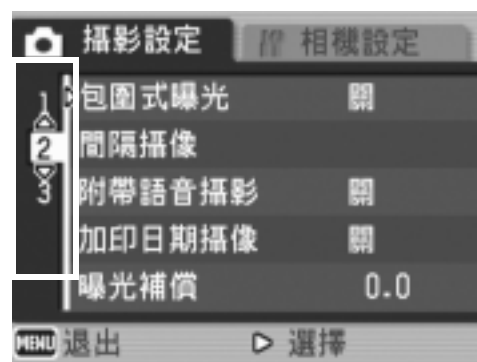 攝影設定 相機設定
1 包圍式曝光 關
2 間隔攝像
3 附帶語音攝影 關
加印日期攝像 關
曝光補償 0.0
MENU 退出 選擇